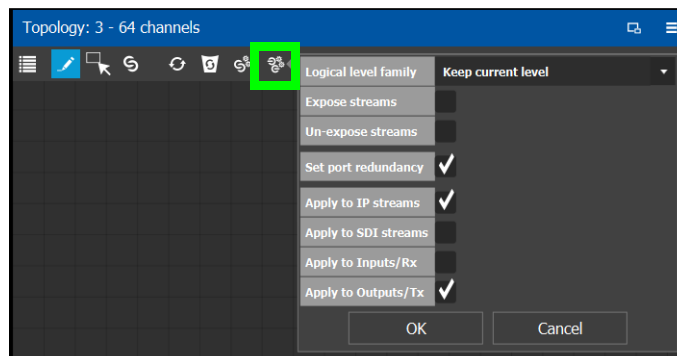 Topology: 3 - 64 channels
Logical level family Keep current level
Expose streams
Un-expose streams
Set port redundancy
Apply to IP streams
Apply to SDI streams
Apply to Inputs/Rx
Apply to Outputs/Tx
OK Cancel